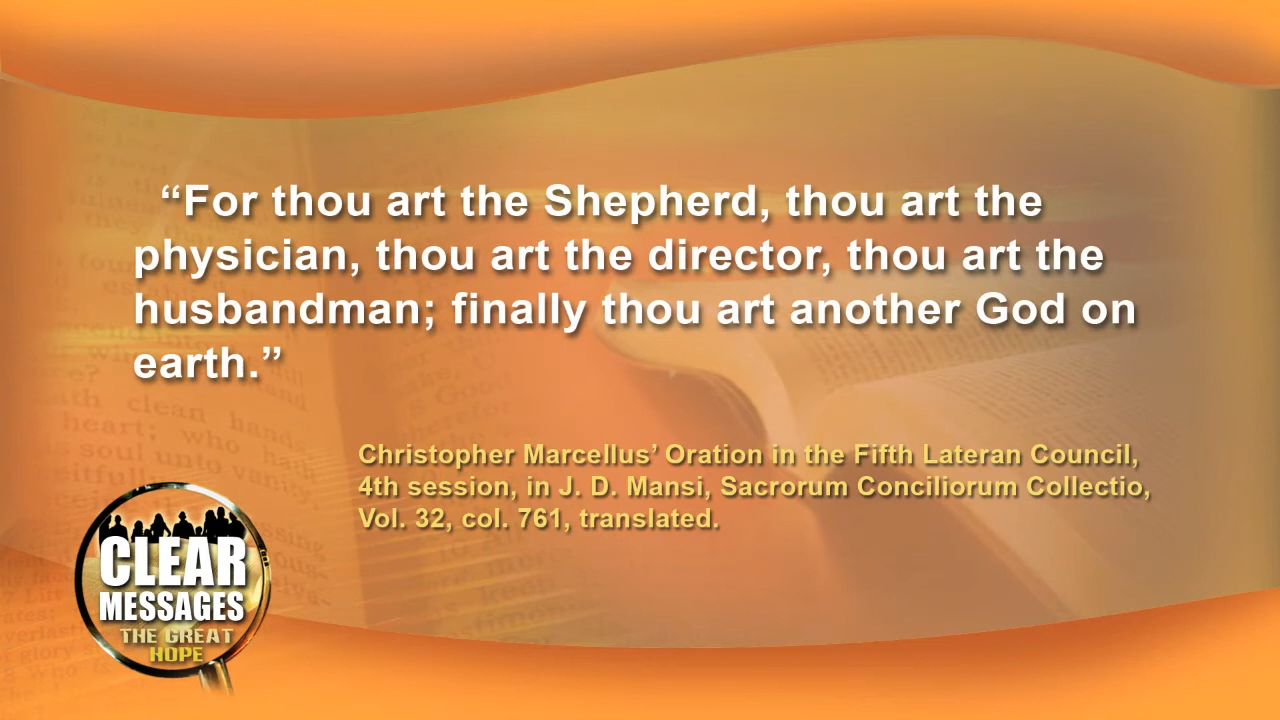 “For thou art the Shepherd, thou art the
physician, thou art the director, thou art the
husbandman; finally thou art another God on
earth.”
Christopher Marcellus’ Oration in the Fifth Lateran Council,
4th session, in J. D. Mansi, Sacrorum Conciliorum Collectio,
Vol. 32, col. 761, translated.
CLEAR
MESSAGES
THE GREAT
HOPE